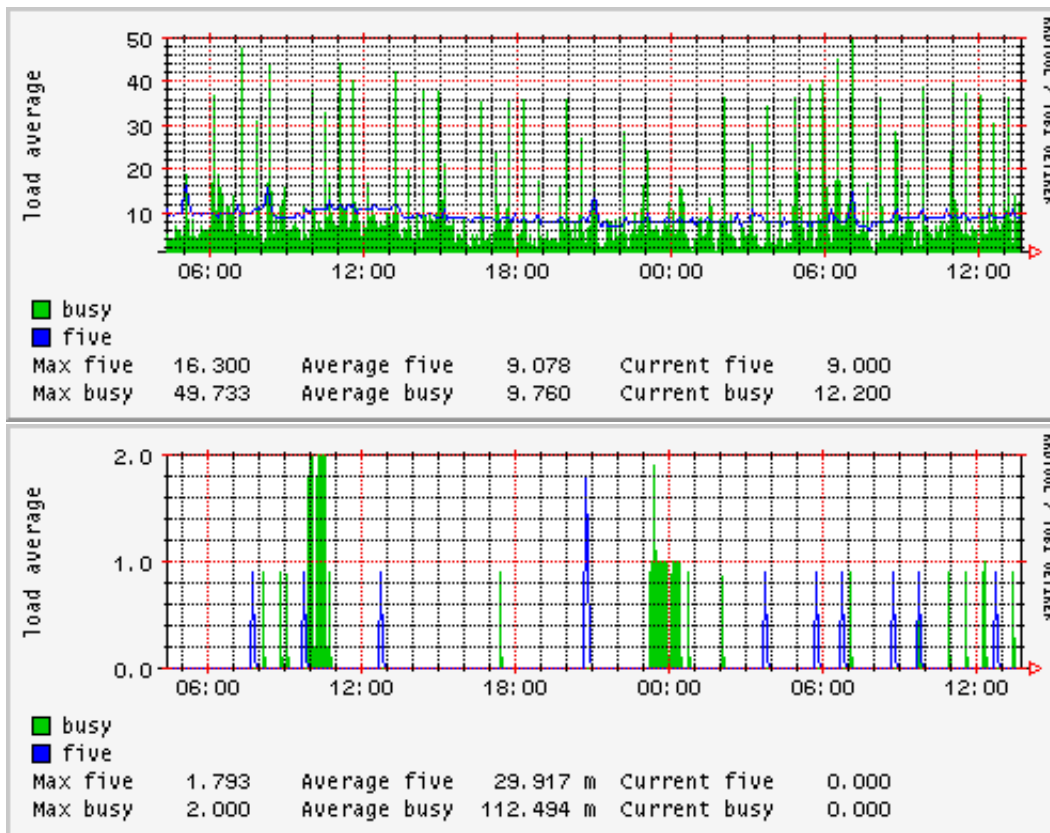 load average
50
40
30
20
10
06:00 12:00 18:00 00:00 06:00 12:00
busy
five
Max five 16.300 Average five 9.078 Current five 9.000
Max busy 49.733 Average busy 9.760 Current busy 12.200
load average
2.0
1.0
0.0
06:00 12:00 18:00 00:00 06:00 12:00
busy
five
Max five 1.793 Average five 29.917 m Current five 0.000
Max busy 2.000 Average busy 112.494 m Current busy 0.000